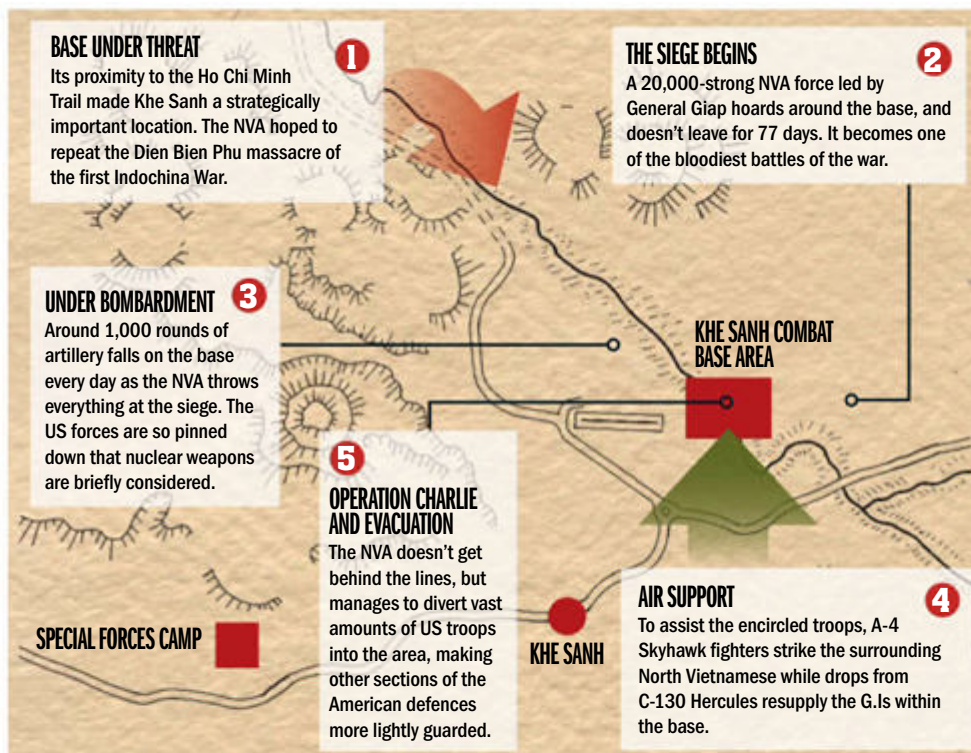 BASE UNDER THREAT
1
Its proximity to the Ho Chi Minh
Trail made Khe Sanh a strategically
important location. The NVA hoped to
repeat the Dien Bien Phu massacre of
the first Indochina War.
THE SIEGE BEGINS
2
A 20,000-strong NVA force led by
General Giap hoards around the base, and
doesn't leave for 77 days. It becomes one
of the bloodiest battles of the war.
UNDER BOMBARDMENT
3
Around 1,000 rounds of
artillery falls on the base
every day as the NVA throws
everything at the siege. The
US forces are so pinned
down that nuclear weapons
are briefly considered.
KHE SANH COMBAT
BASE AREA
5
OPERATION CHARLIE
AND EVACUATION
The NVA doesn't get
behind the lines, but
manages to divert vast
amounts of US troops
into the area, making
other sections of the
American defences
more lightly guarded.
AIR SUPPORT
4
To assist the encircled troops, A-4
Skyhawk fighters strike the surrounding
North Vietnamese while drops from
C-130 Hercules resupply the G.Is within
the base.
SPECIAL FORCES CAMP
KHE SANH